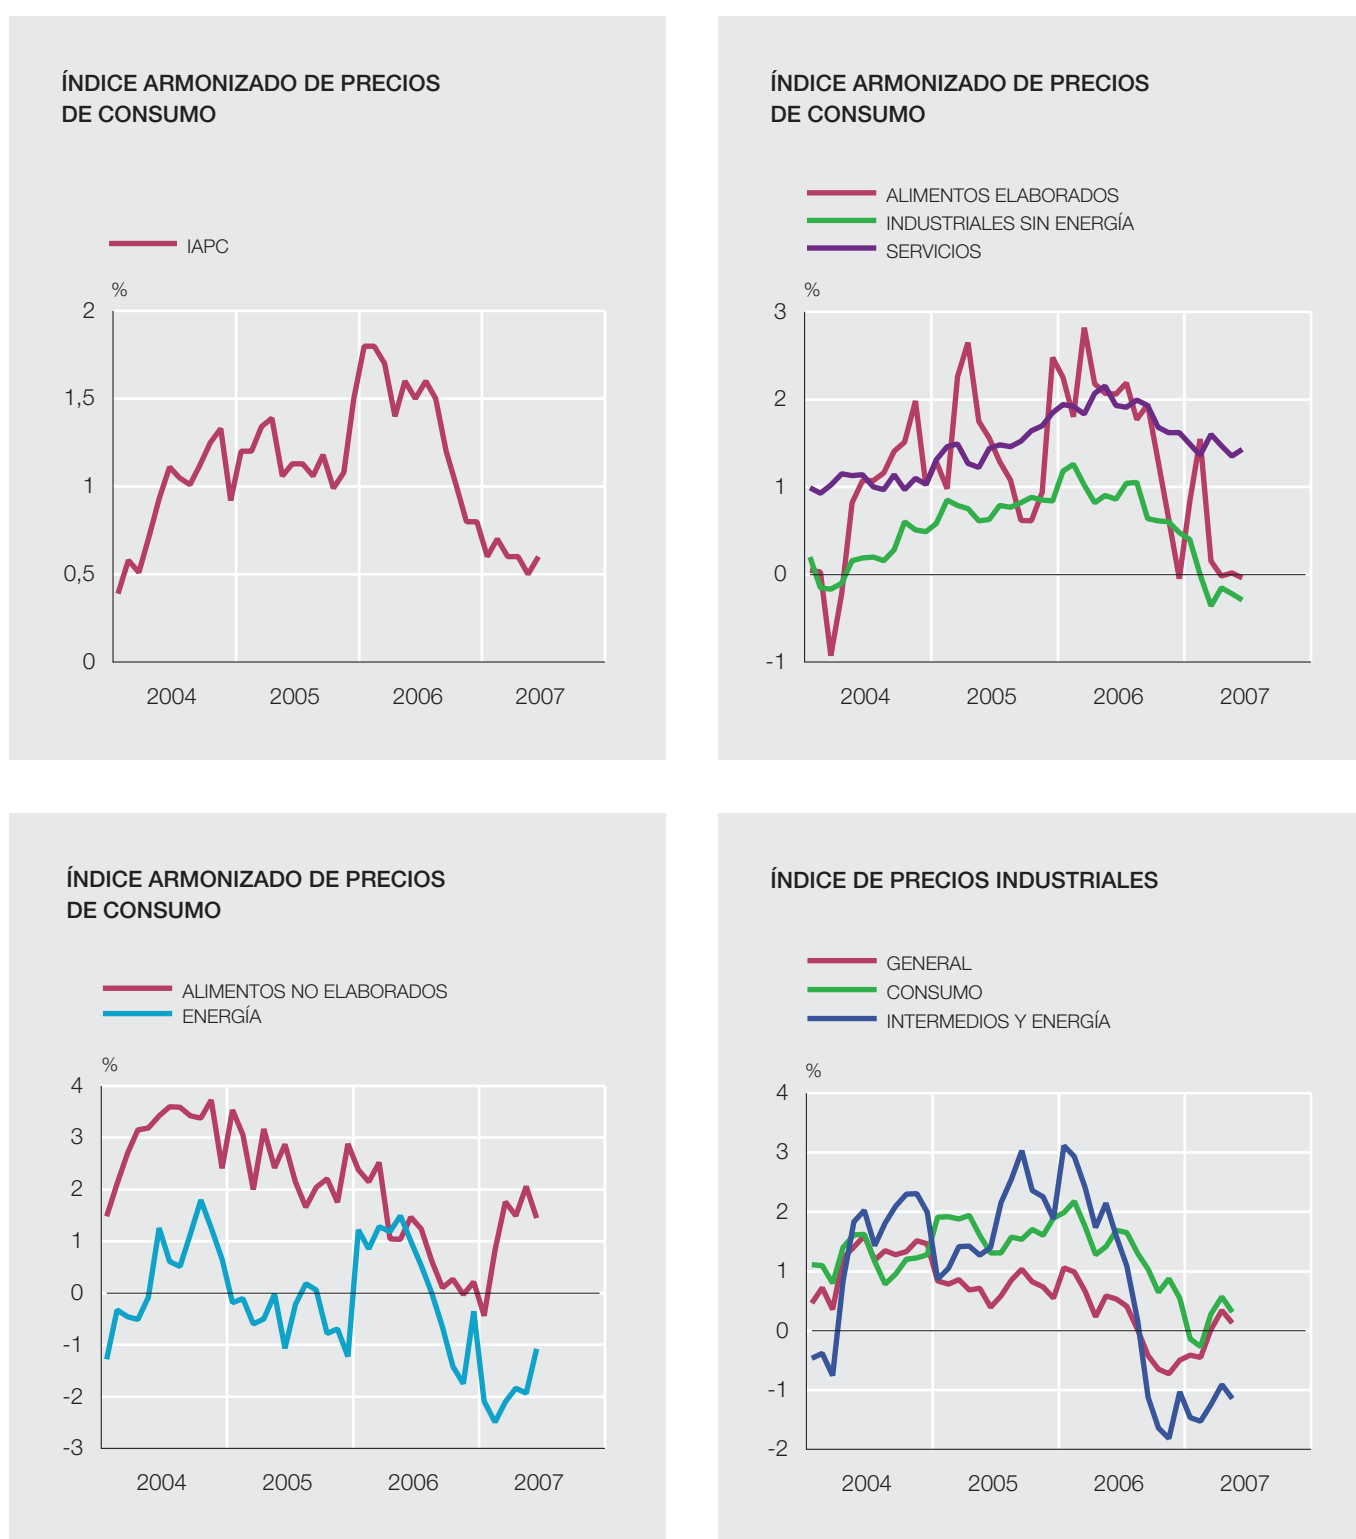 ÍNDICE ARMONIZADO DE PRECIOS
DE CONSUMO
IAPC
%
2
1,5
1
0,5
0
2004 2005 2006 2007
ÍNDICE ARMONIZADO DE PRECIOS
DE CONSUMO
ALIMENTOS ELABORADOS
INDUSTRIALES SIN ENERGÍA
SERVICIOS
%
3
2
1
0
-1
2004 2005 2006 2007
ÍNDICE ARMONIZADO DE PRECIOS
DE CONSUMO
ALIMENTOS NO ELABORADOS
ENERGÍA
%
4
3
2
1
0
-1
-2
-3
2004 2005 2006 2007
ÍNDICE DE PRECIOS INDUSTRIALES
GENERAL
CONSUMO
INTERMEDIOS Y ENERGÍA
%
4
3
2
1
0
-1
-2
2004 2005 2006 2007